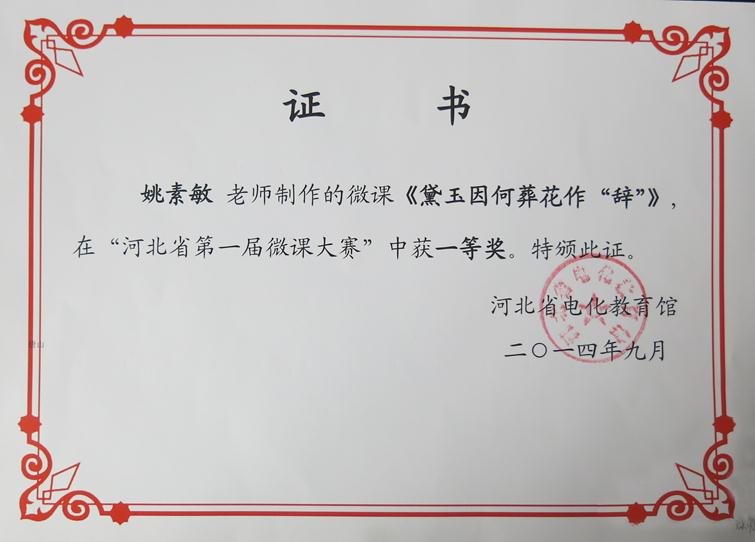 证 书
姚素敏 老师制作的微课《黛玉因何葬花作“辞”》，
在“河北省第一届微课大赛”中获一等奖。特颁此证。
河北省电化教育馆
二〇一四年九月
唐山